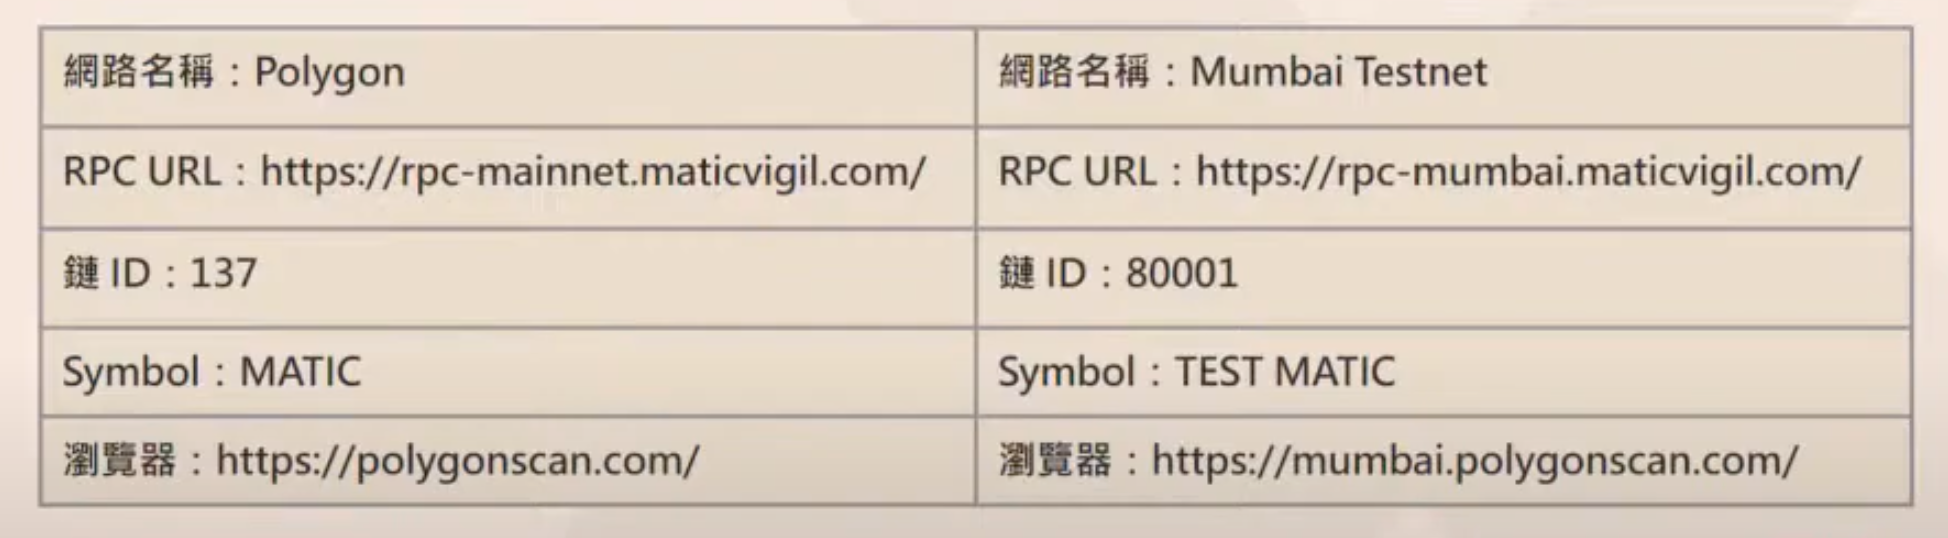 網路名稱：Polygon
網路名稱：Mumbai Testnet
RPC URL：https://rpc-mainnet.maticvigil.com/
RPC URL：https://rpc-mumbai.maticvigil.com/
鏈 ID：137
鏈 ID：80001
Symbol：MATIC
Symbol：TEST MATIC
瀏覽器：https://polygonscan.com/
瀏覽器：https://mumbai.polygonscan.com/